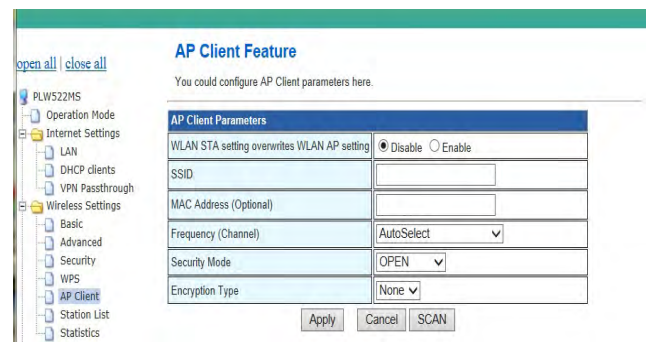 open all | close all
PLW522MS
Operation Mode
Internet Settings
LAN
DHCP clients
VPN Passthrough
Wireless Settings
Basic
Advanced
Security
WPS
AP Client
Station List
Statistics
AP Client Feature
You could configure AP Client parameters here.
AP Client Parameters
WLAN STA setting overwrites WLAN AP setting Disable Enable
SSID
MAC Address (Optional)
Frequency (Channel) AutoSelect
Security Mode OPEN
Encryption Type None
Apply Cancel SCAN